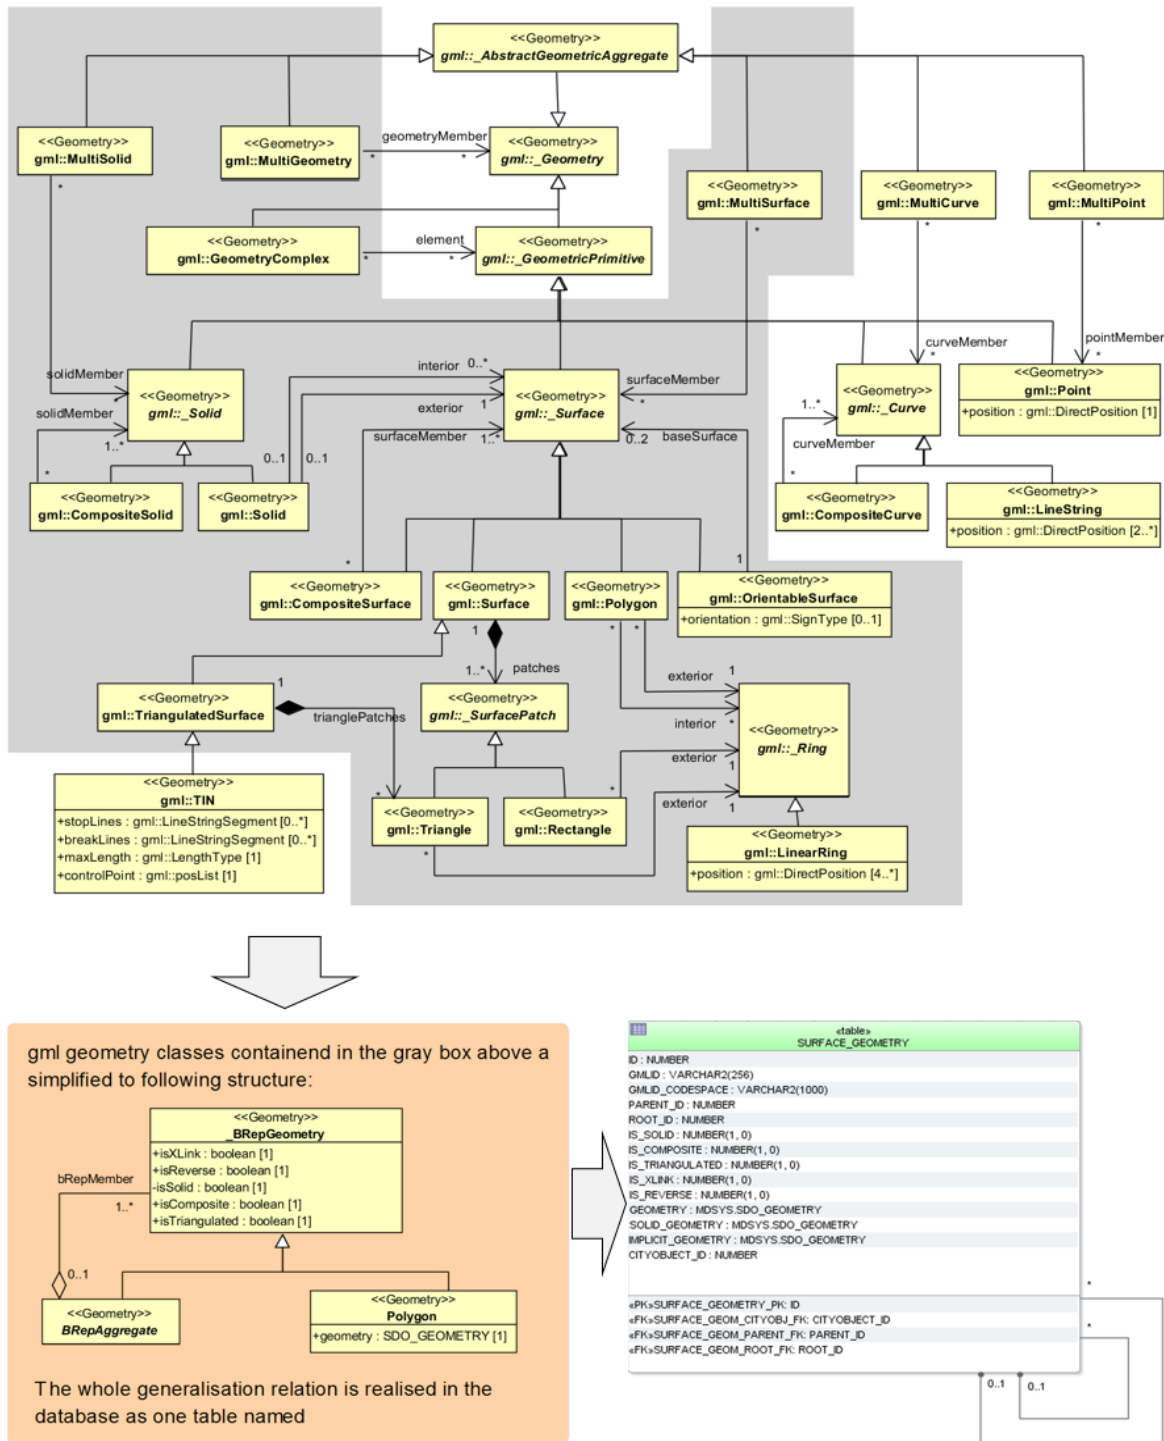 <<Geometry>>
gml::_AbstractGeometricAggregate
<<Geometry>>
gml::MultiSolid
<<Geometry>>
gml::MultiGeometry
geometryMember
*
*
<<Geometry>>
gml::_Geometry
<<Geometry>>
gml::MultiSurface
<<Geometry>>
gml::MultiCurve
<<Geometry>>
gml::MultiPoint
*
*
*
*
<<Geometry>>
gml::GeometryComplex
element
*
*
<<Geometry>>
gml::_GeometricPrimitive
solidMember
*
<<Geometry>>
gml::_Solid
solidMember
1..*
*
interior
0..*
exterior
1
surfaceMember
1..*
0..1
0..1
<<Geometry>>
gml::_Surface
surfaceMember
*
0..2
baseSurface
curveMember
*
pointMember
*
<<Geometry>>
gml::_Curve
1..*
curveMember
*
<<Geometry>>
gml::Point
+position : gml::DirectPosition [1]
<<Geometry>>
gml::CompositeSolid
<<Geometry>>
gml::Solid
<<Geometry>>
gml::CompositeCurve
<<Geometry>>
gml::LineString
+position : gml::DirectPosition [2..*]
*
1
<<Geometry>>
gml::CompositeSurface
<<Geometry>>
gml::Surface
<<Geometry>>
gml::Polygon
<<Geometry>>
gml::OrientableSurface
+orientation : gml::SignType [0..1]
1
1..*
patches
*
*
exterior
1
interior
*
<<Geometry>>
gml::TriangulatedSurface
1
trianglePatches
*
<<Geometry>>
gml::_SurfacePatch
<<Geometry>>
gml::_Ring
exterior
1
*
exterior
1
*
<<Geometry>>
gml::TIN
+stopLines : gml::LineStringSegment [0..*]
+breakLines : gml::LineStringSegment [0..*]
+maxLength : gml::LengthType [1]
+controlPoint : gml::posList [1]
<<Geometry>>
gml::Triangle
<<Geometry>>
gml::Rectangle
<<Geometry>>
gml::LinearRing
+position : gml::DirectPosition [4..*]
gml geometry classes containend in the gray box above a
simplified to following structure:
<<Geometry>>
_BRepGeometry
+isXLink : boolean [1]
+isReverse : boolean [1]
-isSolid : boolean [1]
+isComposite : boolean [1]
+isTriangulated : boolean [1]
bRepMember
1..*
0..1
<<Geometry>>
BRepAggregate
<<Geometry>>
Polygon
+geometry : SDO_GEOMETRY [1]
The whole generalisation relation is realised in the
database as one table named
«table»
SURFACE_GEOMETRY
ID : NUMBER
GMLID : VARCHAR2(256)
GMLID_CODESPACE : VARCHAR2(1000)
PARENT_ID : NUMBER
ROOT_ID : NUMBER
IS_SOLID : NUMBER(1, 0)
IS_COMPOSITE : NUMBER(1, 0)
IS_TRIANGULATED : NUMBER(1, 0)
IS_XLINK : NUMBER(1, 0)
IS_REVERSE : NUMBER(1, 0)
GEOMETRY : MDSYS.SDO_GEOMETRY
SOLID_GEOMETRY : MDSYS.SDO_GEOMETRY
IMPLICIT_GEOMETRY : MDSYS.SDO_GEOMETRY
CITYOBJECT_ID : NUMBER
«PK»SURFACE_GEOMETRY_PK: ID
«FK»SURFACE_GEOM_CITYOBJ_FK: CITYOBJECT_ID
«FK»SURFACE_GEOM_PARENT_FK: PARENT_ID
«FK»SURFACE_GEOM_ROOT_FK: ROOT_ID
*
*
0..1
0..1